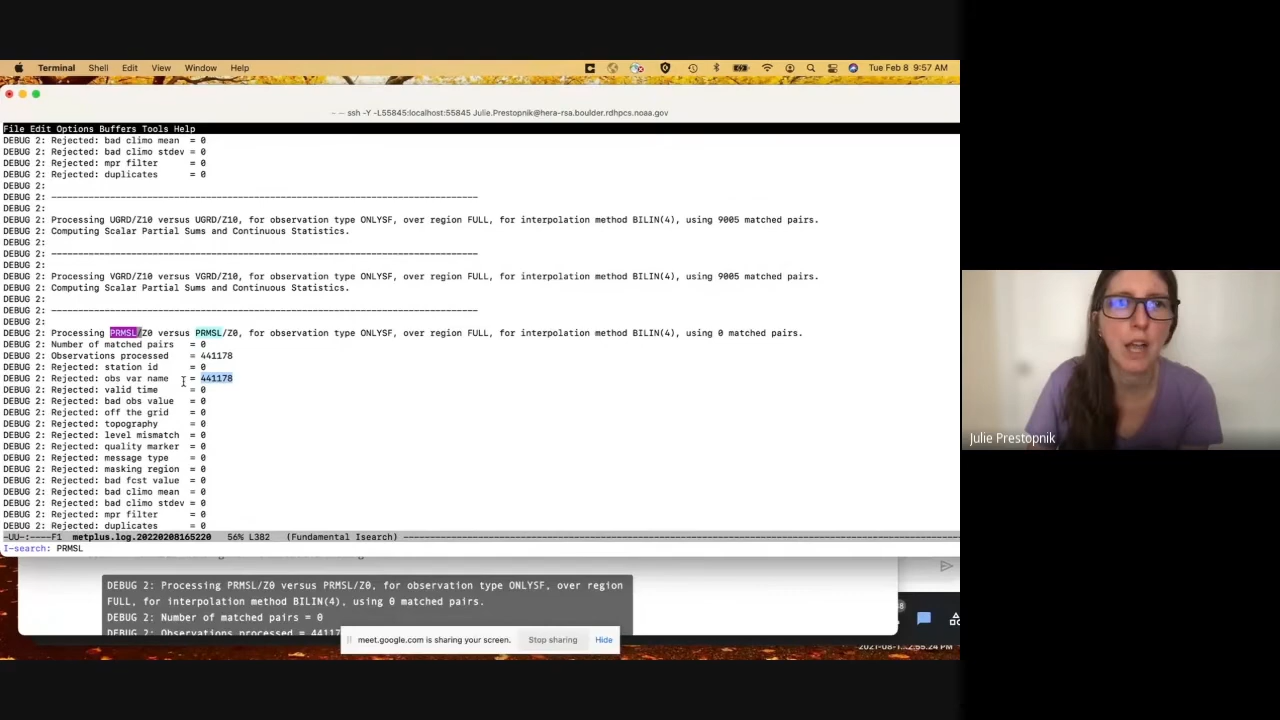 Terminal Shell Edit View Window Help Tue Feb 8 9:57 AM
ssh -Y -L55845:localhost:55845 Julie.Prestopnik@hera-rsa.boulder.rdhpcs.noaa.gov
File Edit Options Buffers Tools Help
DEBUG 2: Rejected: bad climo mean = 0
DEBUG 2: Rejected: bad climo stdev = 0
DEBUG 2: Rejected: mpr filter = 0
DEBUG 2: Rejected: duplicates = 0
DEBUG 2:
DEBUG 2: --------------------------------------------------------------------------------
DEBUG 2:
DEBUG 2: Processing UGRD/Z10 versus UGRD/Z10, for observation type ONLYSF, over region FULL, for interpolation method BILIN(4), using 9005 matched pairs.
DEBUG 2: Computing Scalar Partial Sums and Continuous Statistics.
DEBUG 2:
DEBUG 2: --------------------------------------------------------------------------------
DEBUG 2:
DEBUG 2: Processing VGRD/Z10 versus VGRD/Z10, for observation type ONLYSF, over region FULL, for interpolation method BILIN(4), using 9005 matched pairs.
DEBUG 2: Computing Scalar Partial Sums and Continuous Statistics.
DEBUG 2:
DEBUG 2: --------------------------------------------------------------------------------
DEBUG 2:
DEBUG 2: Processing PRMSL/Z0 versus PRMSL/Z0, for observation type ONLYSF, over region FULL, for interpolation method BILIN(4), using 0 matched pairs.
DEBUG 2: Number of matched pairs = 0
DEBUG 2: Observations processed = 441178
DEBUG 2: Rejected: station id = 0
DEBUG 2: Rejected: obs var name = 441178
DEBUG 2: Rejected: valid time = 0
DEBUG 2: Rejected: bad obs value = 0
DEBUG 2: Rejected: off the grid = 0
DEBUG 2: Rejected: topography = 0
DEBUG 2: Rejected: level mismatch = 0
DEBUG 2: Rejected: quality marker = 0
DEBUG 2: Rejected: message type = 0
DEBUG 2: Rejected: masking region = 0
DEBUG 2: Rejected: bad fcst value = 0
DEBUG 2: Rejected: bad climo mean = 0
DEBUG 2: Rejected: bad climo stdev = 0
DEBUG 2: Rejected: mpr filter = 0
DEBUG 2: Rejected: duplicates = 0
-UU-:----F1 metplus.log.20220208165220 56% L382 (Fundamental Isearch)
I-search: PRMSL
DEBUG 2: Processing PRMSL/Z0 versus PRMSL/Z0, for observation type ONLYSF, over region
FULL, for interpolation method BILIN(4), using 0 matched pairs.
DEBUG 2: Number of matched pairs = 0
DEBUG 2: Observations processed = 4411
meet.google.com is sharing your screen. Stop sharing Hide
Julie Prestopnik